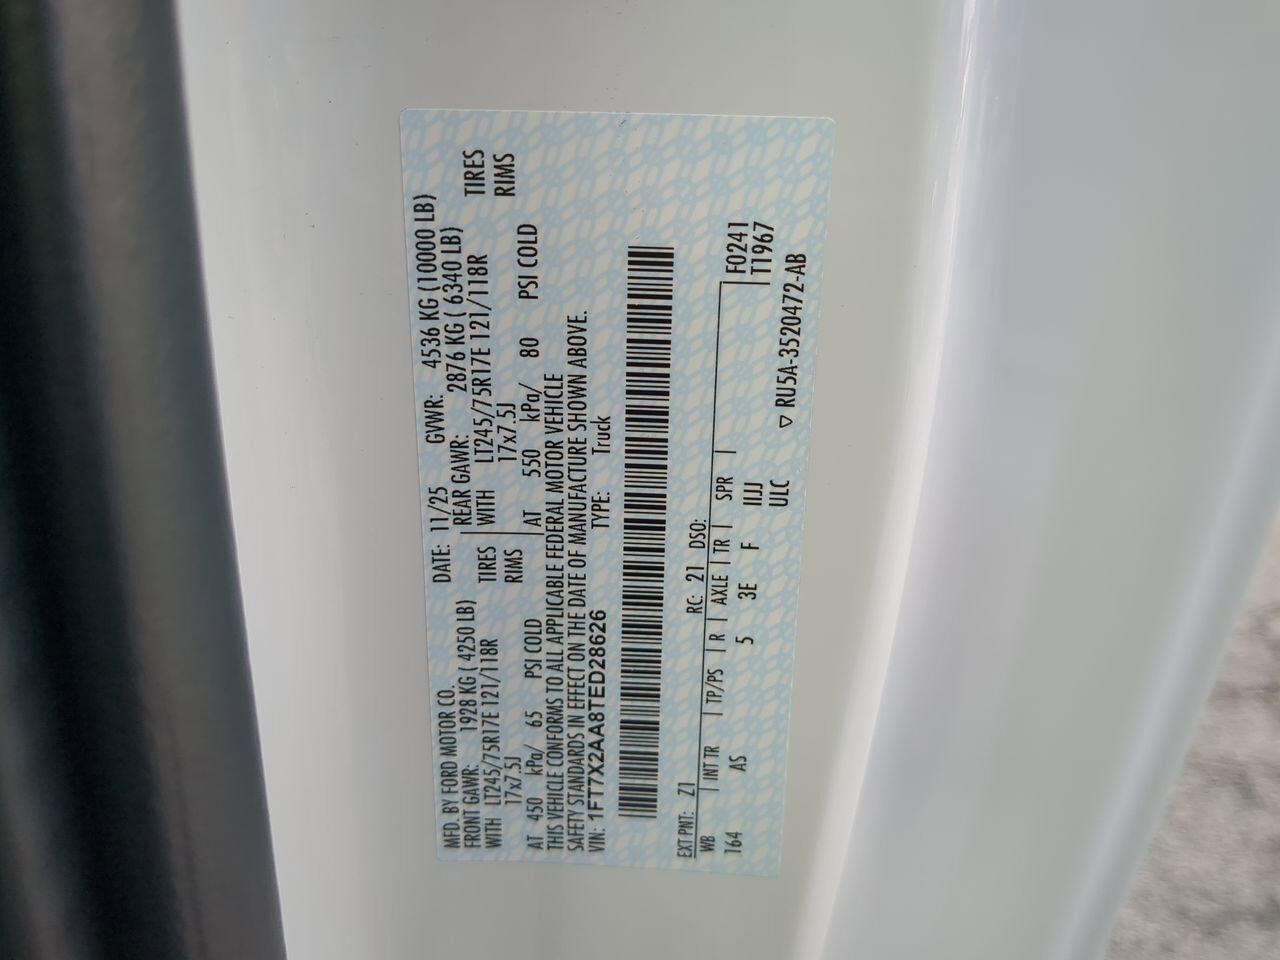 MFD. BY FORD MOTOR CO. DATE: 11/25 GVWR: 4536 KG (10000 LB)
FRONT GAWR: 1928 KG ( 4250 LB) REAR GAWR: 2876 KG ( 6340 LB)
WITH LT245/75R17E 121/118R TIRES WITH LT245/75R17E 121/118R TIRES
17x7.5J RIMS 17x7.5J RIMS
AT 450 kPa/ 65 PSI COLD AT 550 kPa/ 80 PSI COLD
THIS VEHICLE CONFORMS TO ALL APPLICABLE FEDERAL MOTOR VEHICLE
SAFETY STANDARDS IN EFFECT ON THE DATE OF MANUFACTURE SHOWN ABOVE.
VIN: 1FT7X2AA8TED28626 TYPE: Truck
EXT PNT: Z1 RC: 21 DSO:
WB | INT TR | TP/PS | R | AXLE | TR | SPR | F0241
164 AS 5 3E F IIJJ T1967
ULC ▽ RU5A-3520472-AB